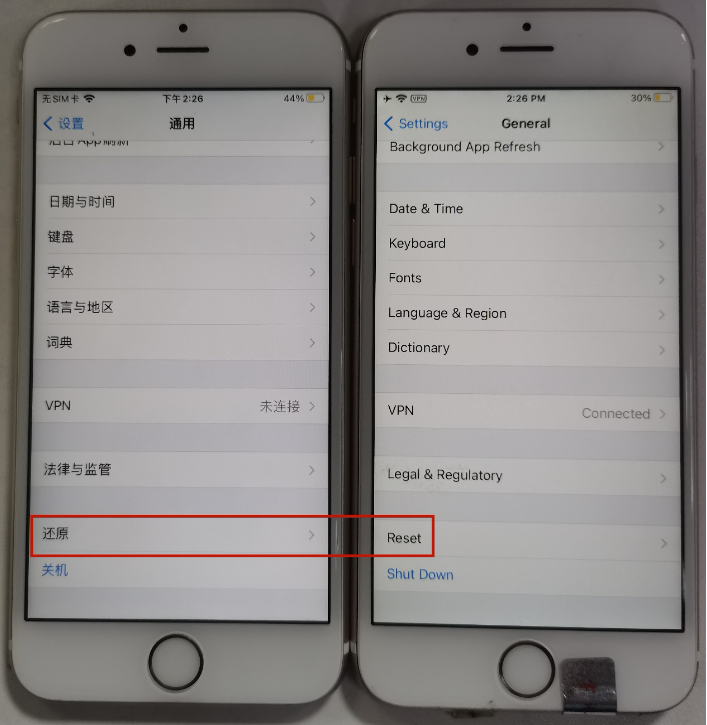 无SIM卡 下午2:26 44%
设置 通用
后台App刷新
日期与时间
键盘
字体
语言与地区
词典
VPN 未连接
法律与监管
还原
关机
VPN 2:26 PM 30%
Settings General
Background App Refresh
Date & Time
Keyboard
Fonts
Language & Region
Dictionary
VPN Connected
Legal & Regulatory
Reset
Shut Down